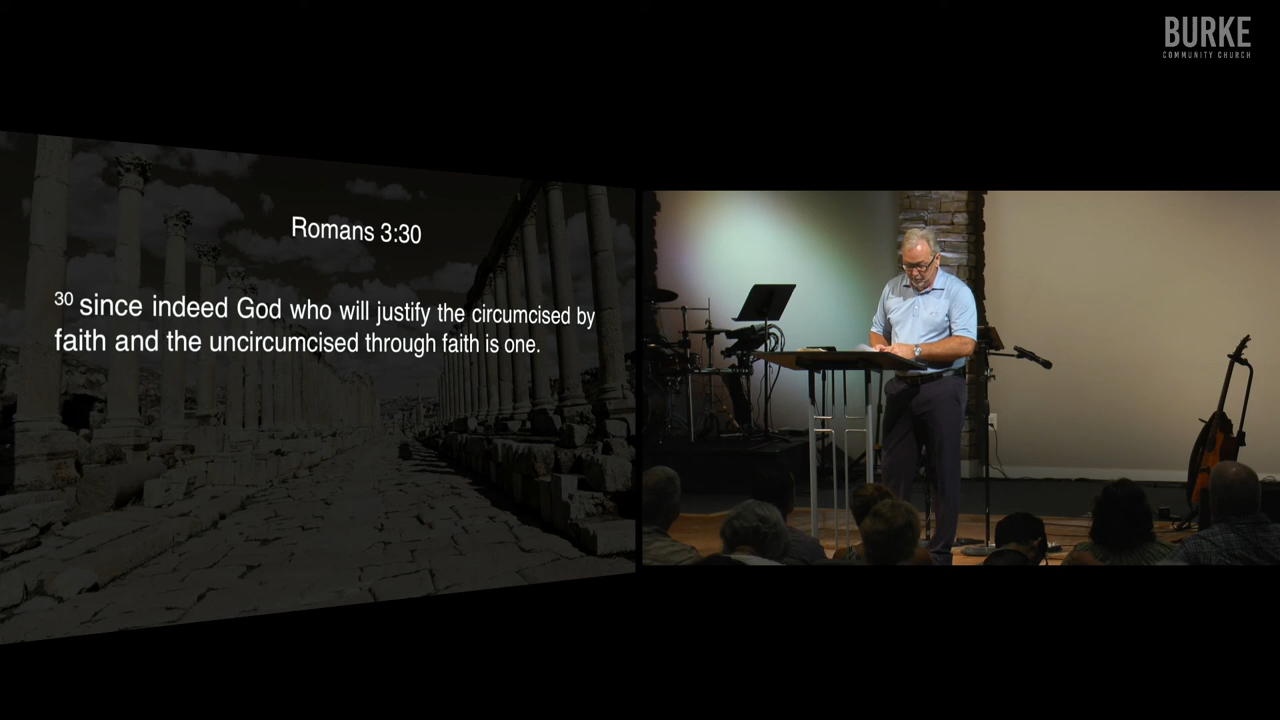 BURKE
COMMUNITY CHURCH
Romans 3:30
30 since indeed God who will justify the circumcised by
faith and the uncircumcised through faith is one.